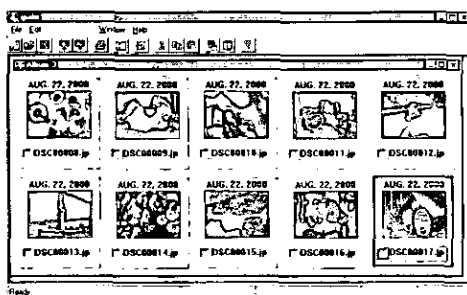 File Edit Window Help
AUG. 22, 2000 AUG. 22, 2000 AUG. 22, 2000 AUG. 22, 2000 AUG. 22, 2000
DSC00008.jp DSC00009.jp DSC00010.jp DSC00011.jp DSC00012.jp
AUG. 22, 2000 AUG. 22, 2000 AUG. 22, 2000 AUG. 22, 2000 AUG. 22, 2000
DSC00013.jp DSC00014.jp DSC00015.jp DSC00016.jp DSC00017.jp
Ready